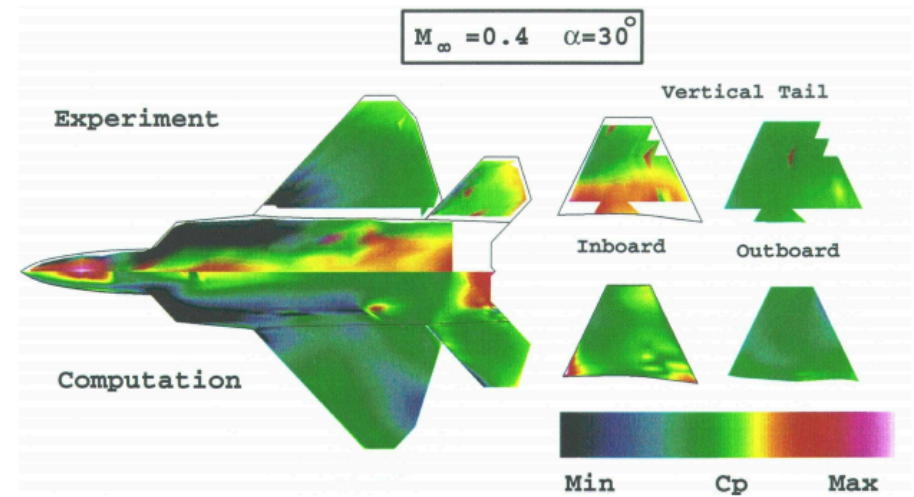 M∞ =0.4 α=30°
Vertical Tail
Experiment
Inboard
Outboard
Computation
Min
Cp
Max